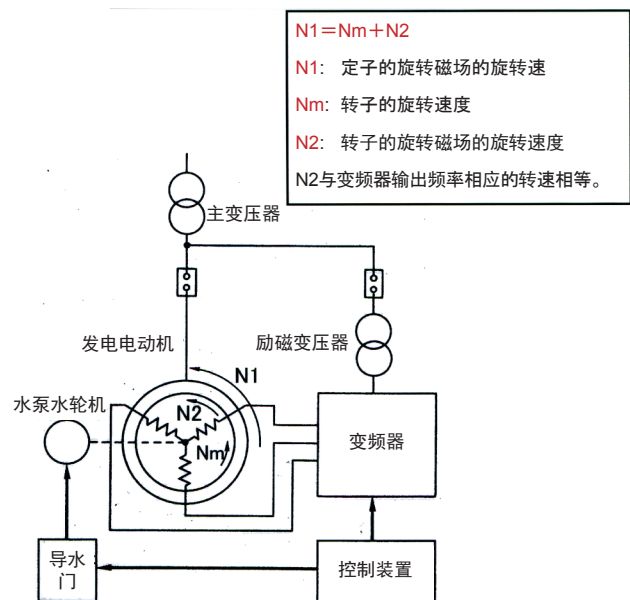 N1＝Nm＋N2
N1: 定子的旋转磁场的旋转速
Nm: 转子的旋转速度
N2: 转子的旋转磁场的旋转速度
N2与变频器输出频率相应的转速相等。
主变压器
发电电动机
励磁变压器
N1
水泵水轮机
N2
变频器
Nm
导水
门
控制装置